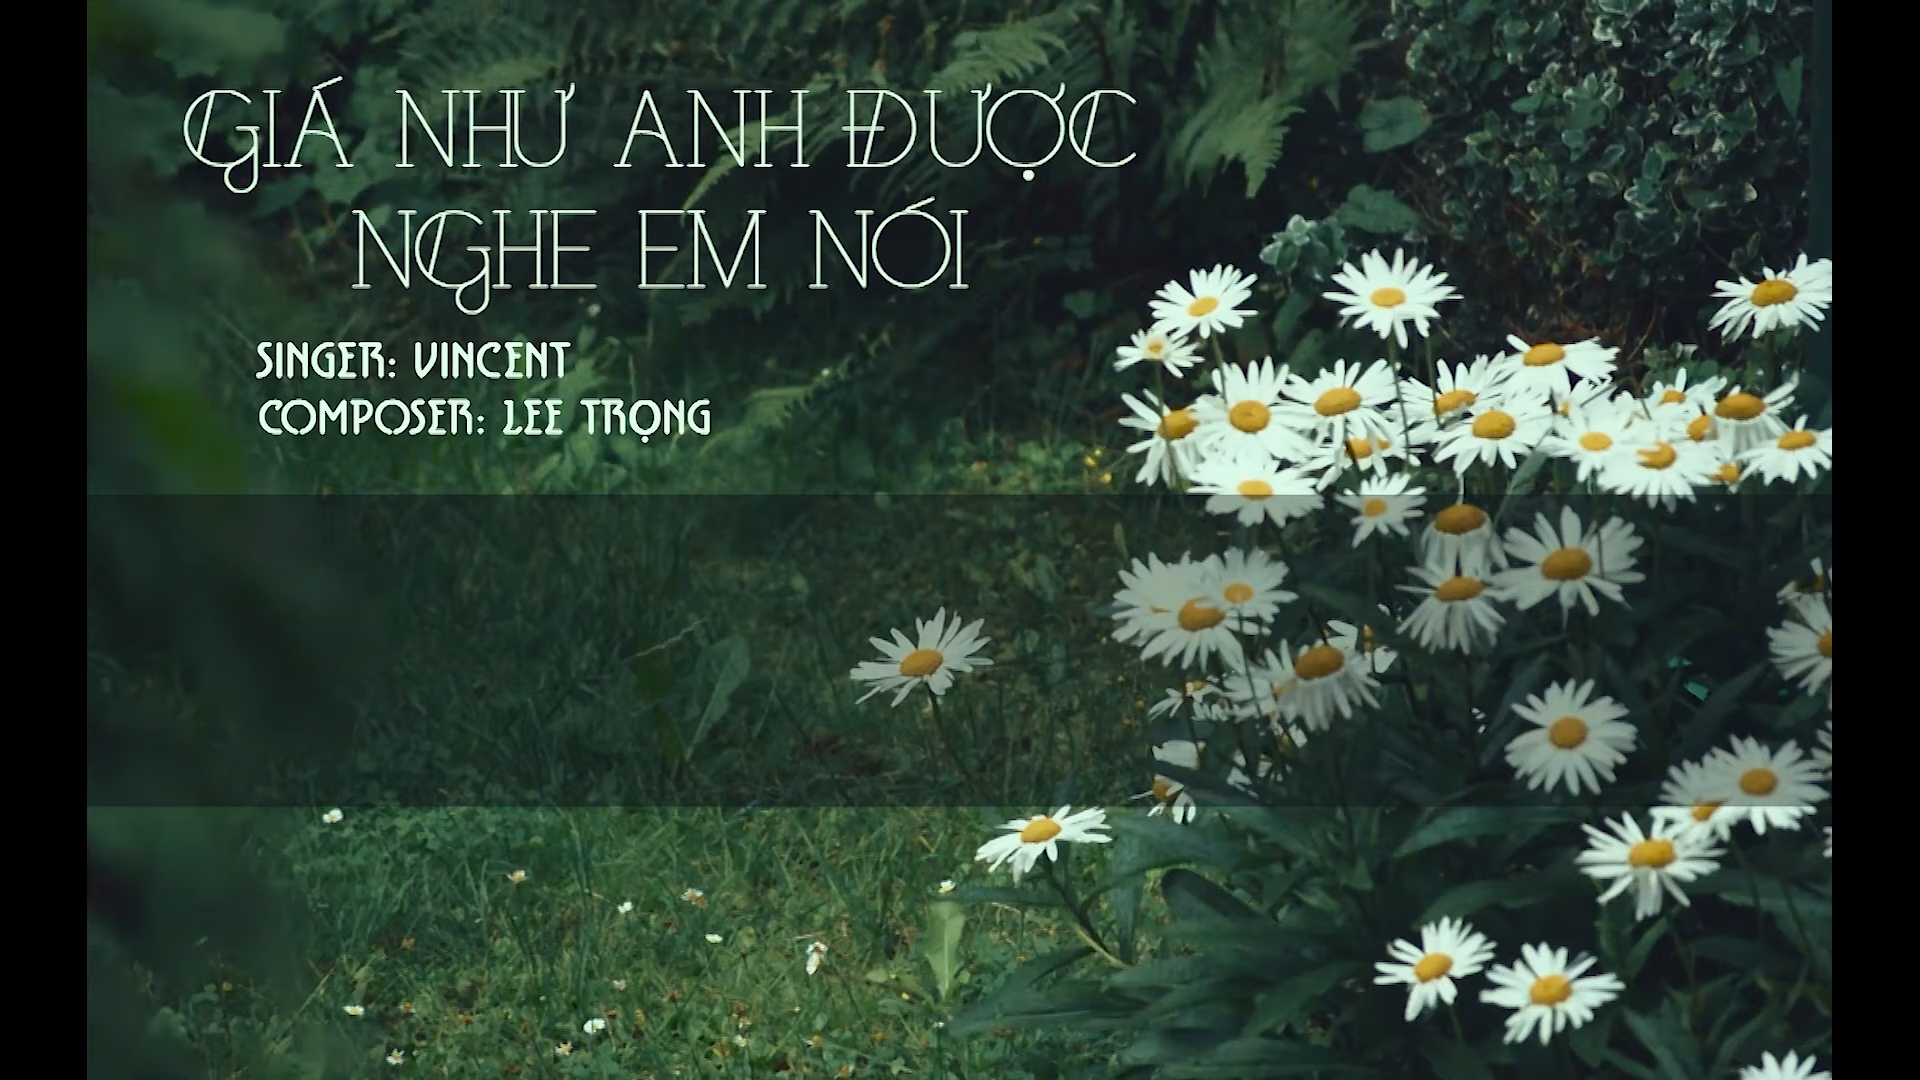 GIÁ NHƯ ANH ĐƯỢC
NGHE EM NÓI
SINGER: VINCENT
COMPOSER: LEE TRỌNG